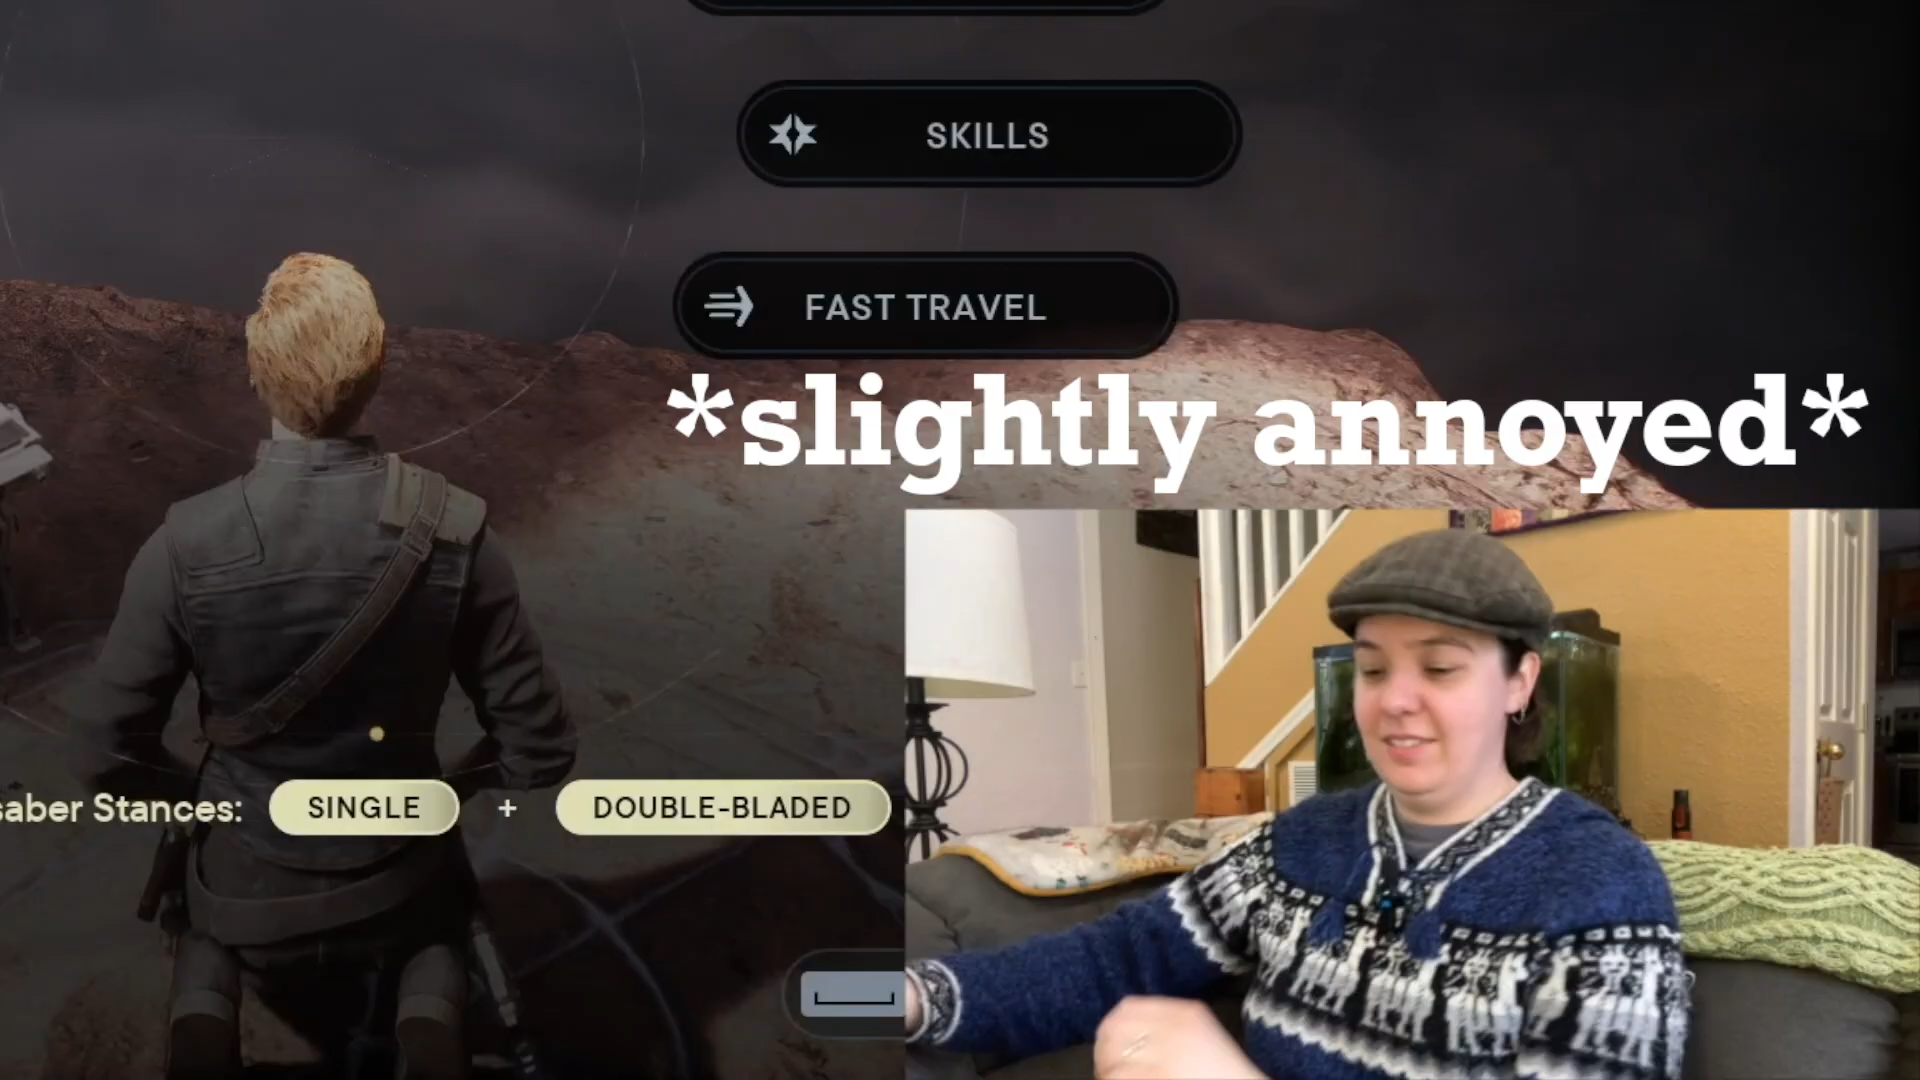 SKILLS
FAST TRAVEL
*slightly annoyed*
saber Stances: SINGLE + DOUBLE-BLADED